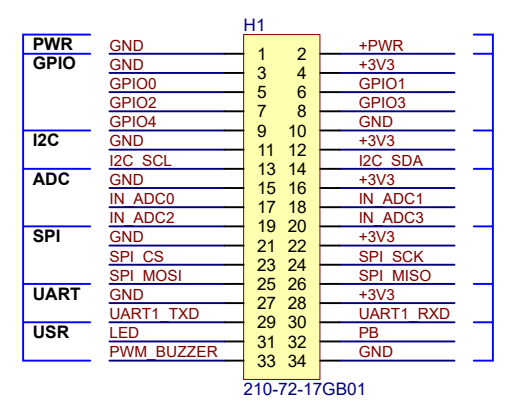 H1
PWR GND 1 2 +PWR
GPIO GND 3 4 +3V3
GPIO0 5 6 GPIO1
GPIO2 7 8 GPIO3
GPIO4 9 10 GND
I2C GND 11 12 +3V3
I2C_SCL 13 14 I2C_SDA
ADC GND 15 16 +3V3
IN_ADC0 17 18 IN_ADC1
IN_ADC2 19 20 IN_ADC3
SPI GND 21 22 +3V3
SPI_CS 23 24 SPI_SCK
SPI_MOSI 25 26 SPI_MISO
UART GND 27 28 +3V3
UART1_TXD 29 30 UART1_RXD
USR LED 31 32 PB
PWM_BUZZER 33 34 GND
210-72-17GB01